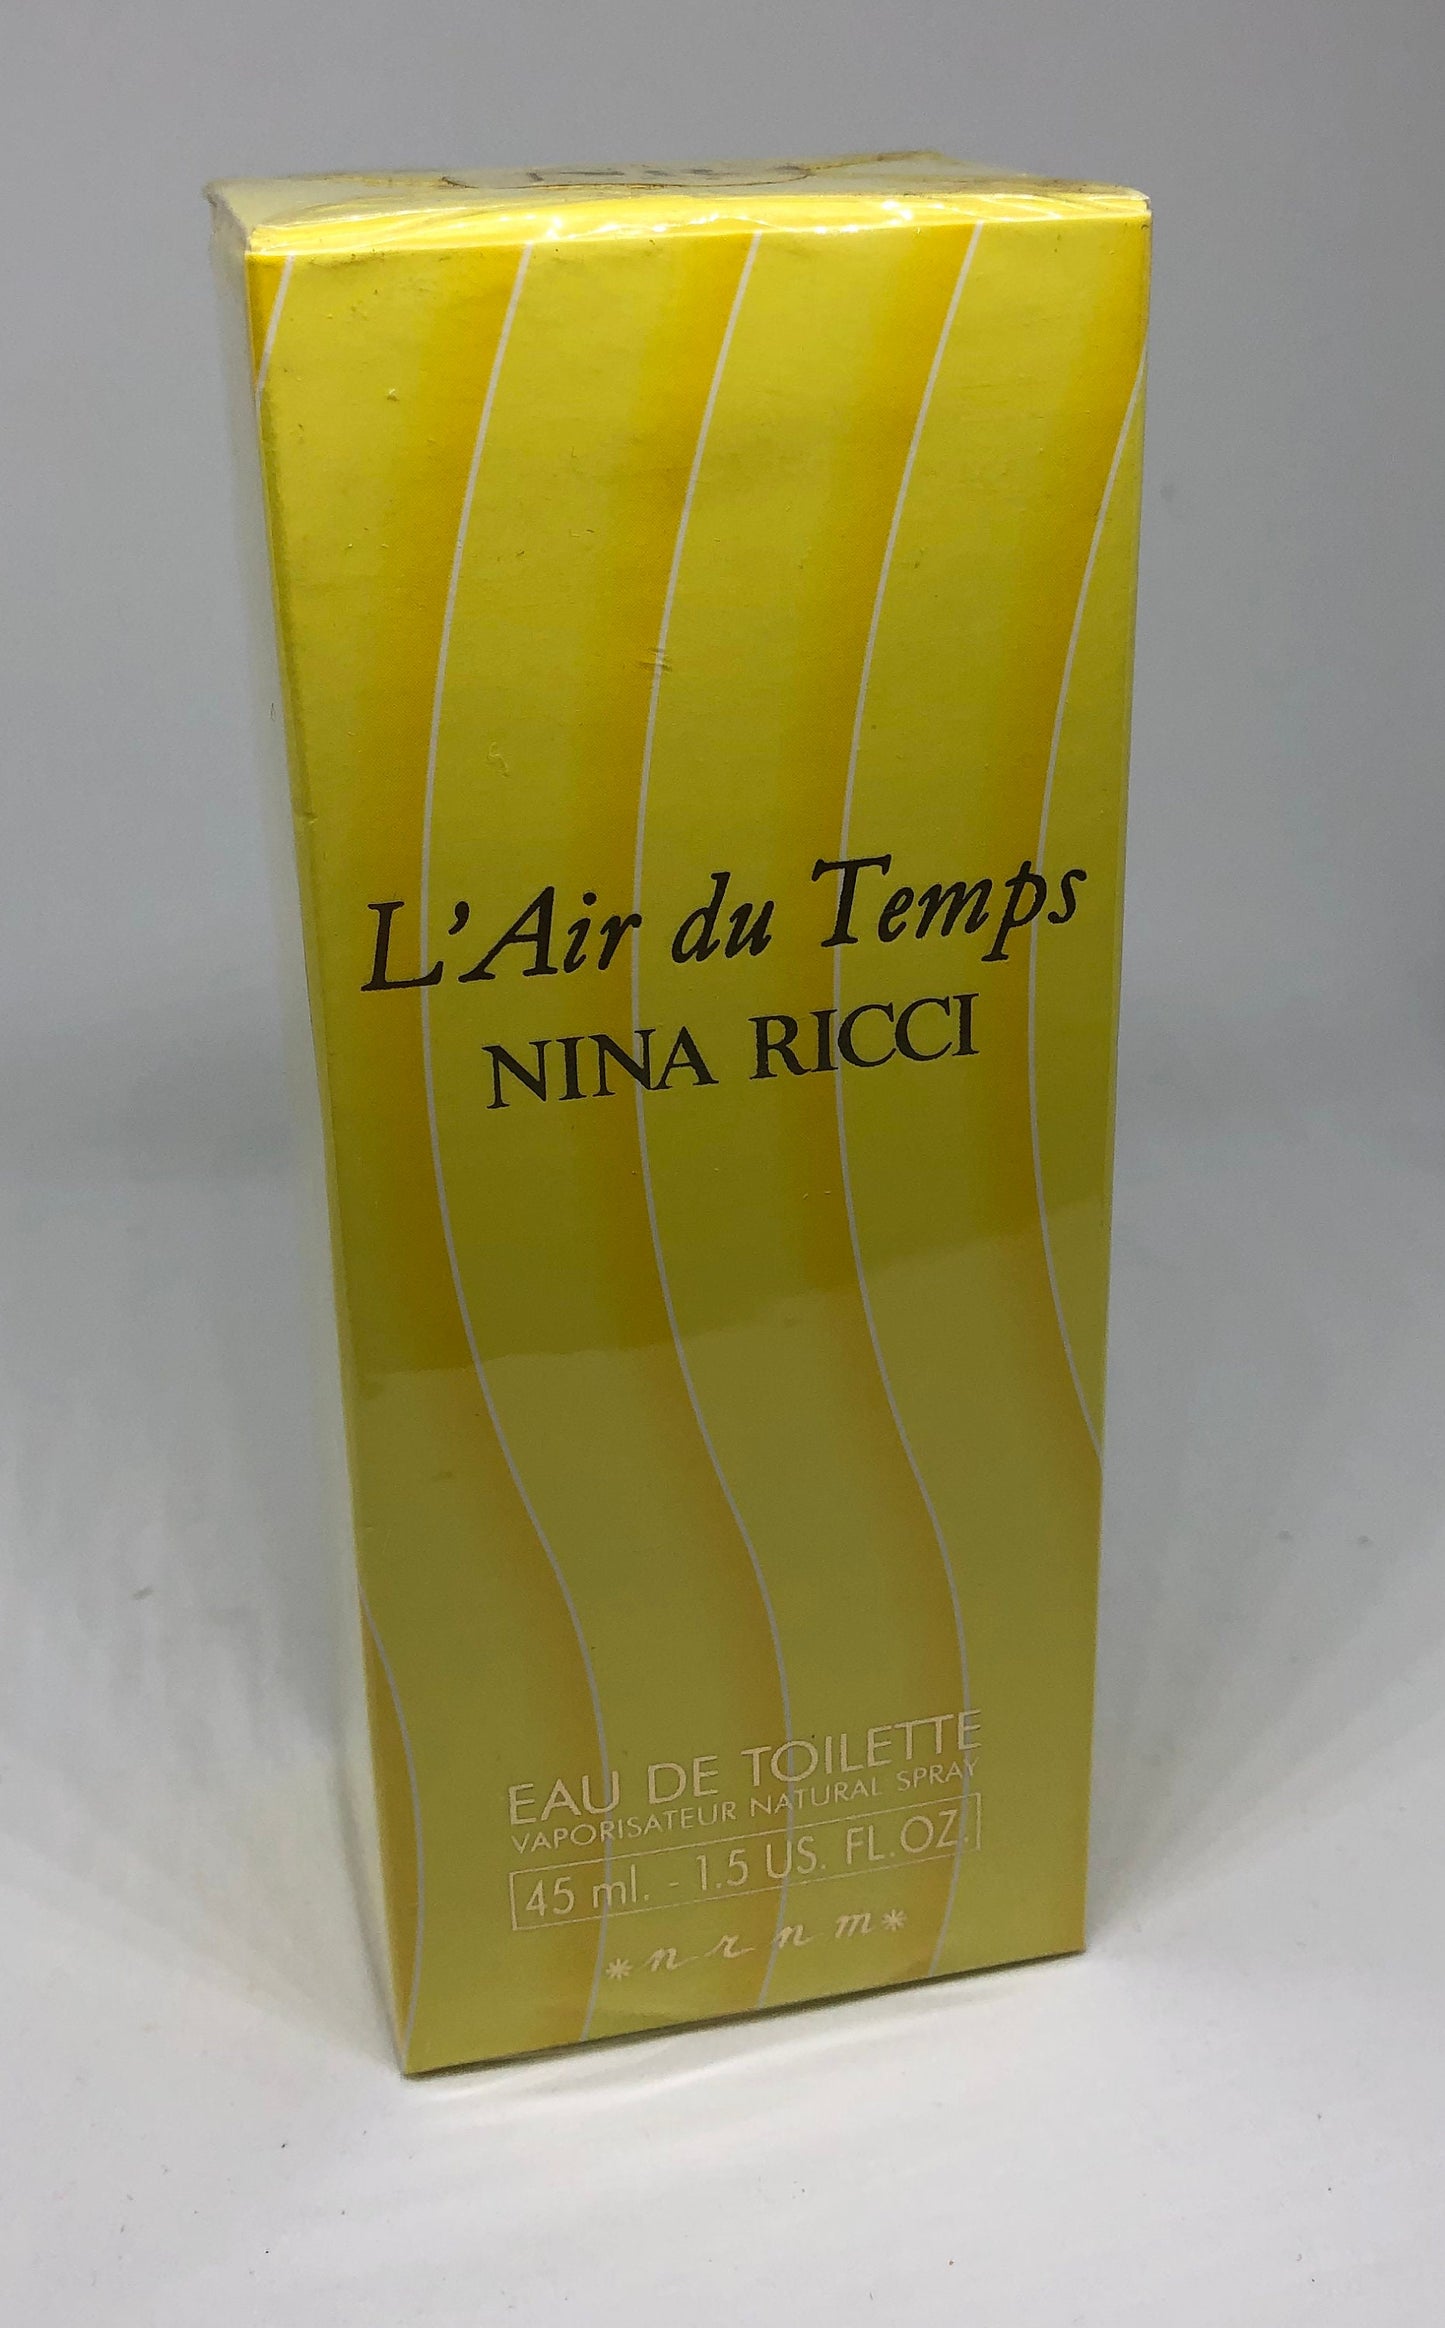 L'Air du Temps
NINA RICCI
EAU DE TOILETTE
VAPORISATEUR NATURAL SPRAY
45 ml. - 1.5 US. FL.OZ.
*n r n m*